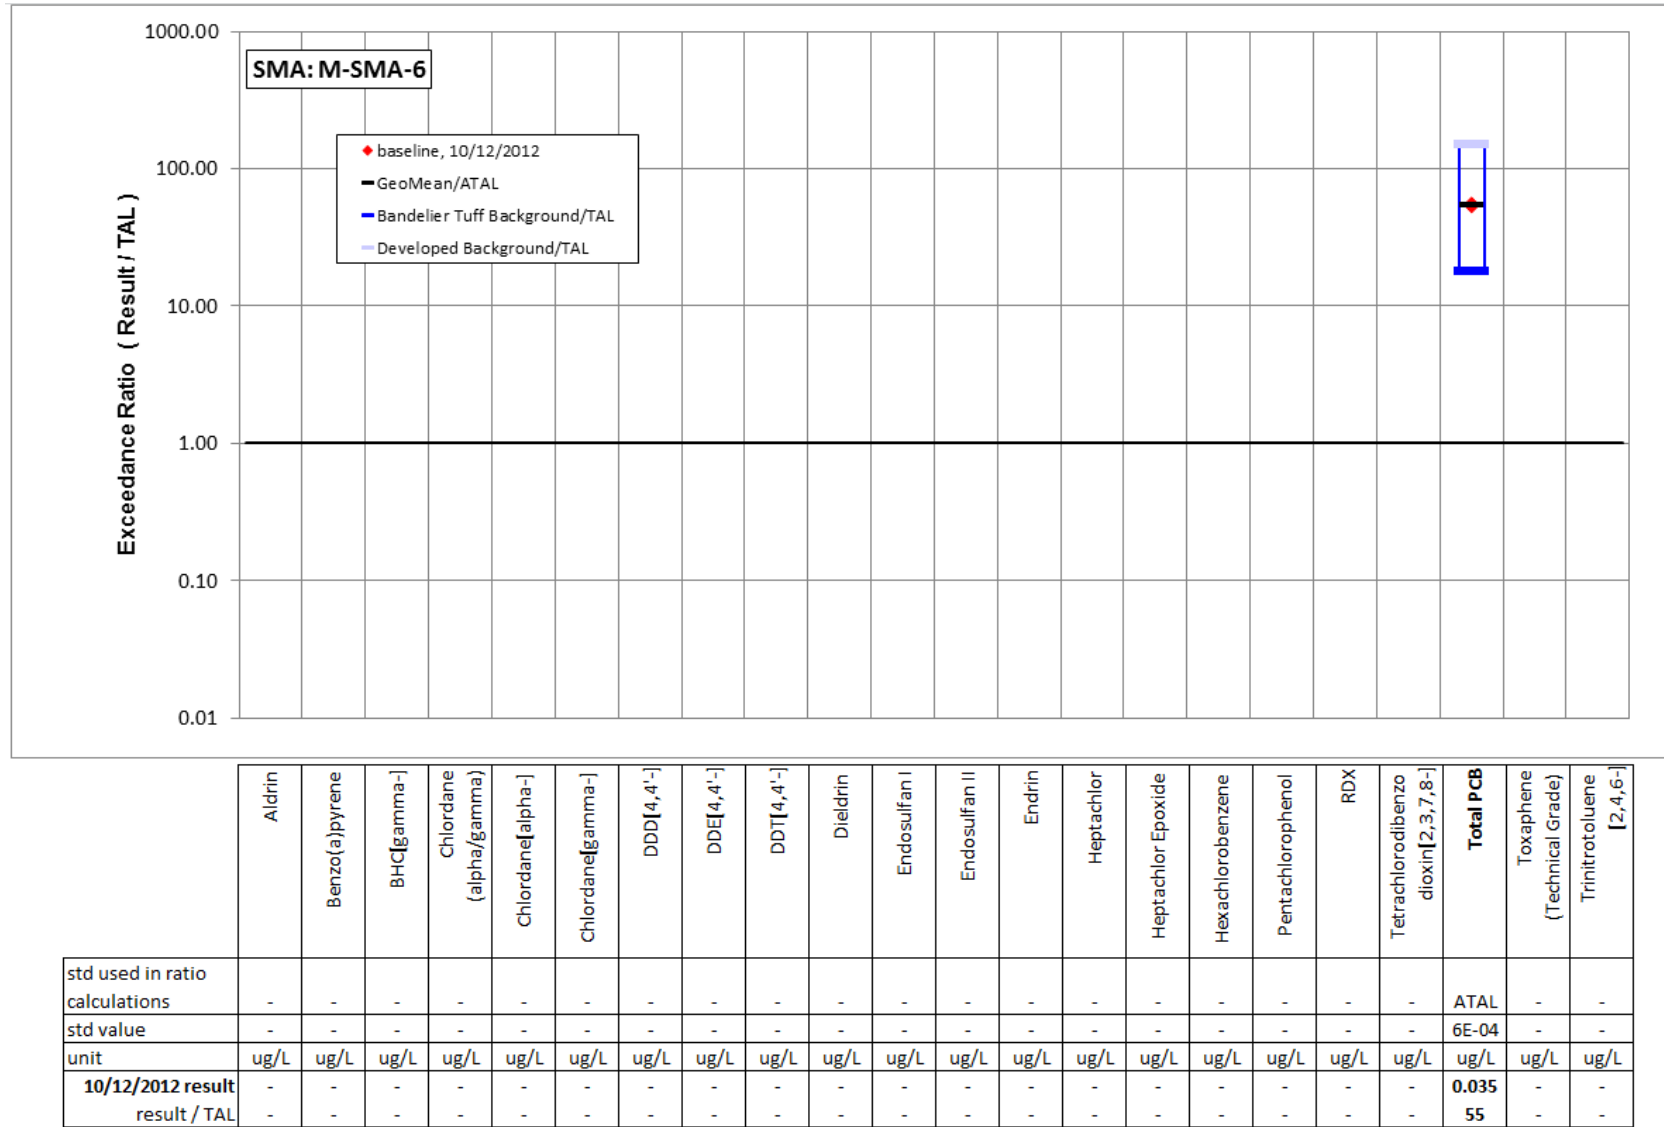 1000.00
SMA: M-SMA-6
baseline, 10/12/2012
GeoMean/ATAL
Bandelier Tuff Background/TAL
Developed Background/TAL
100.00
10.00
1.00
0.10
0.01
Exceedance Ratio ( Result / TAL )
Aldrin
Benzo(a)pyrene
BHC[gamma-]
Chlordane
(alpha/gamma)
Chlordane[alpha-]
Chlordane[gamma-]
DDD[4,4'-]
DDE[4,4'-]
DDT[4,4'-]
Dieldrin
Endosulfan I
Endosulfan II
Endrin
Heptachlor
Heptachlor Epoxide
Hexachlorobenzene
Pentachlorophenol
RDX
Tetrachlorodibenzo
dioxin[2,3,7,8-]
Total PCB
Toxaphene
(Technical Grade)
Trinitrotoluene
[2,4,6-]
std used in ratio
calculations - - - - - - - - - - - - - - - - - - - ATAL - -
std value - - - - - - - - - - - - - - - - - - - 6E-04 - -
unit ug/L ug/L ug/L ug/L ug/L ug/L ug/L ug/L ug/L ug/L ug/L ug/L ug/L ug/L ug/L ug/L ug/L ug/L ug/L ug/L ug/L ug/L
10/12/2012 result - - - - - - - - - - - - - - - - - - - 0.035 - -
result / TAL - - - - - - - - - - - - - - - - - - - 55 - -